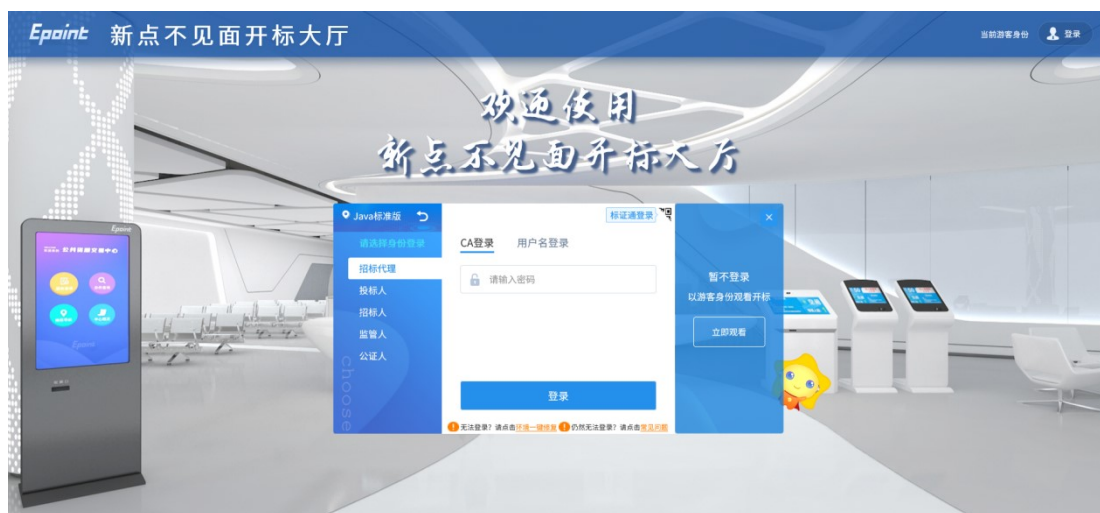 Epoint 新点不见面开标大厅
当前游客身份
登录
欢迎使用
新点不见面开标大厅
Java标准版
标证通登录
请选择身份登录
招标代理
投标人
招标人
监管人
公证人
choose
CA登录 用户名登录
请输入密码
登录
无法登录？请点击环境一键修复 仍然无法登录？请点击常见问题
×
暂不登录
以游客身份观看开标
立即观看
Epoint
Epoint